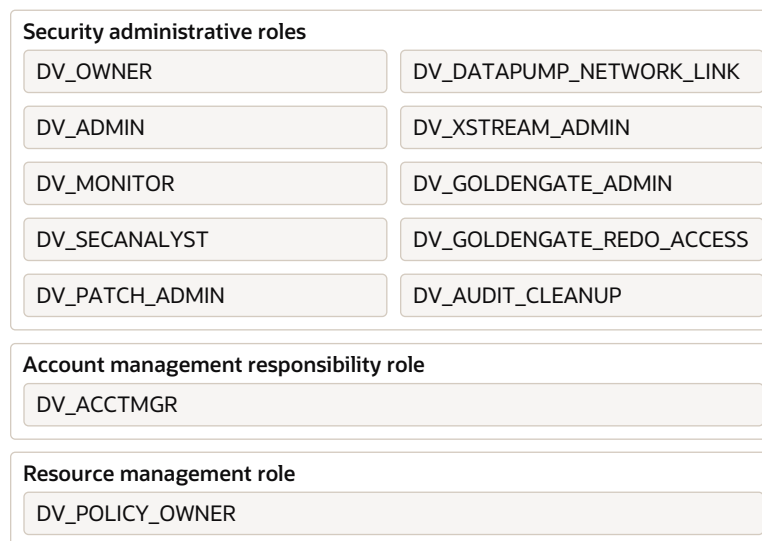 Security administrative roles
DV_OWNER
DV_DATAPUMP_NETWORK_LINK
DV_ADMIN
DV_XSTREAM_ADMIN
DV_MONITOR
DV_GOLDENGATE_ADMIN
DV_SECANALYST
DV_GOLDENGATE_REDO_ACCESS
DV_PATCH_ADMIN
DV_AUDIT_CLEANUP
Account management responsibility role
DV_ACCTMGR
Resource management role
DV_POLICY_OWNER